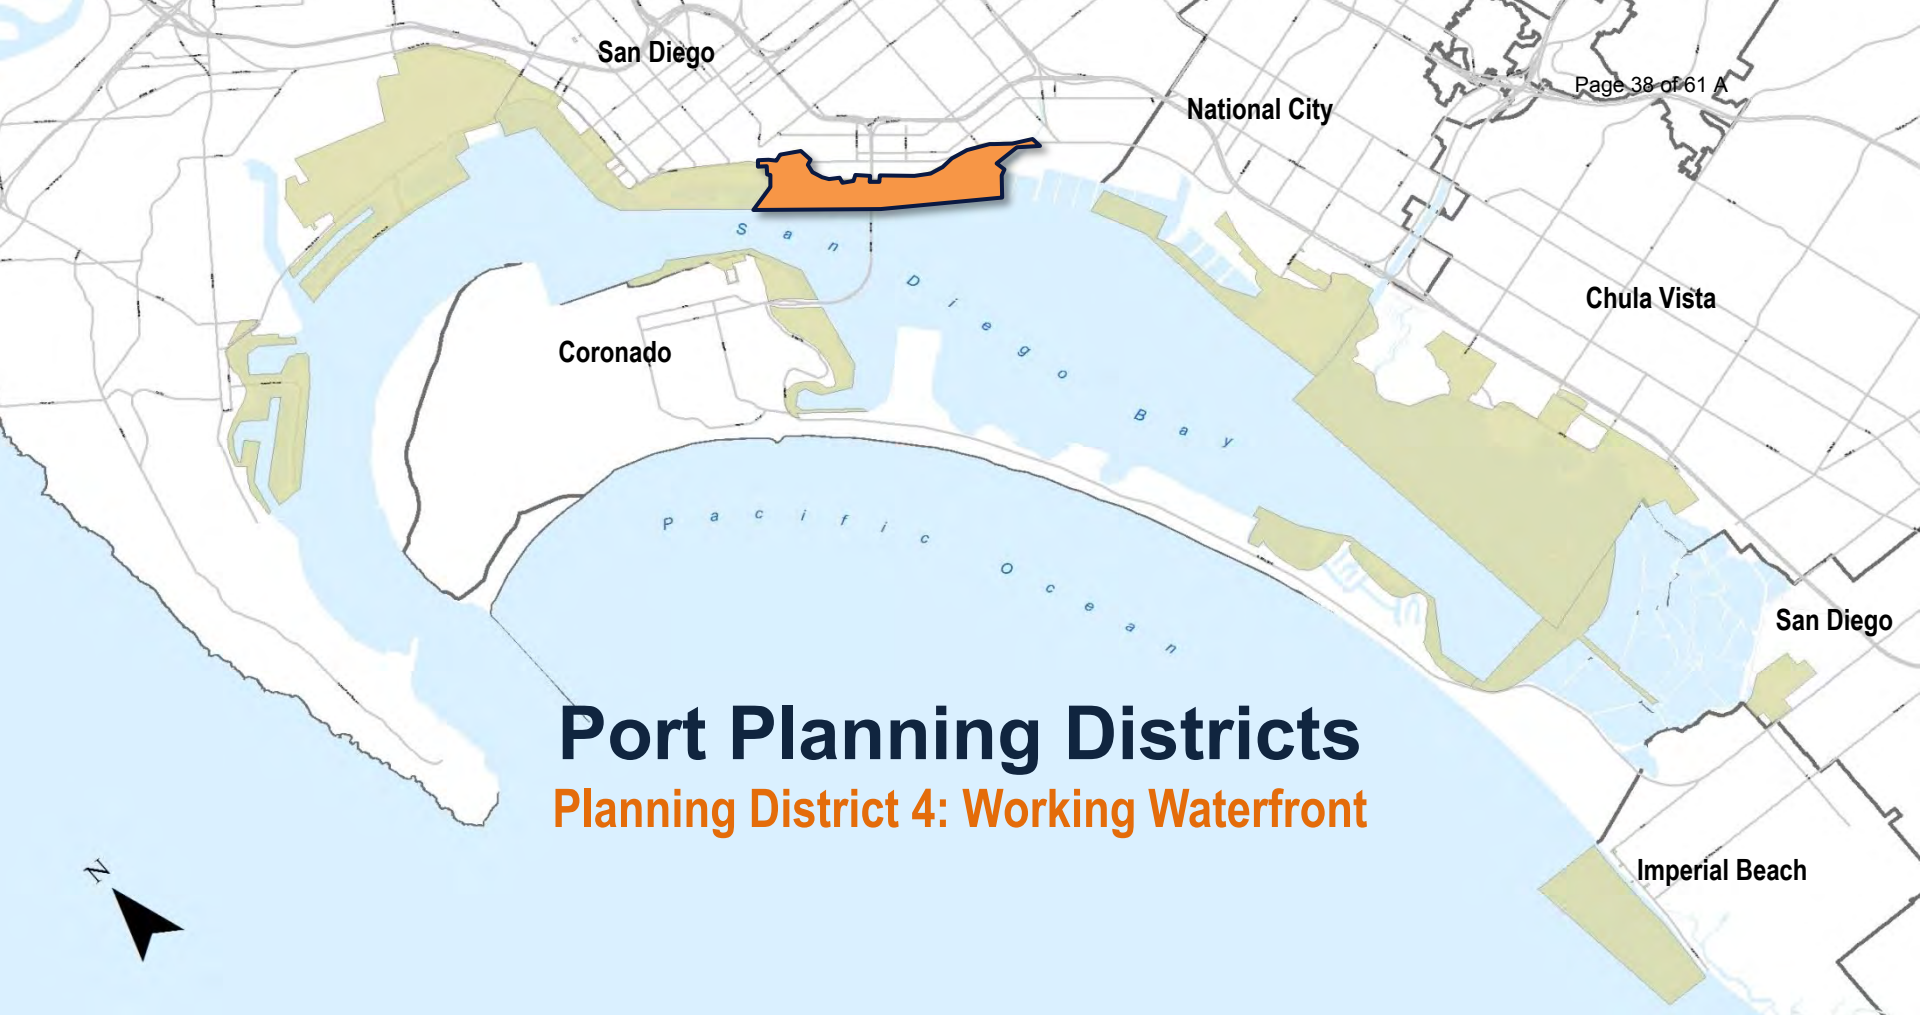 San Diego
Page 38 of 61 A
National City
San Diego Bay
Chula Vista
Coronado
Pacific Ocean
San Diego
Port Planning Districts
Planning District 4: Working Waterfront
Imperial Beach
N